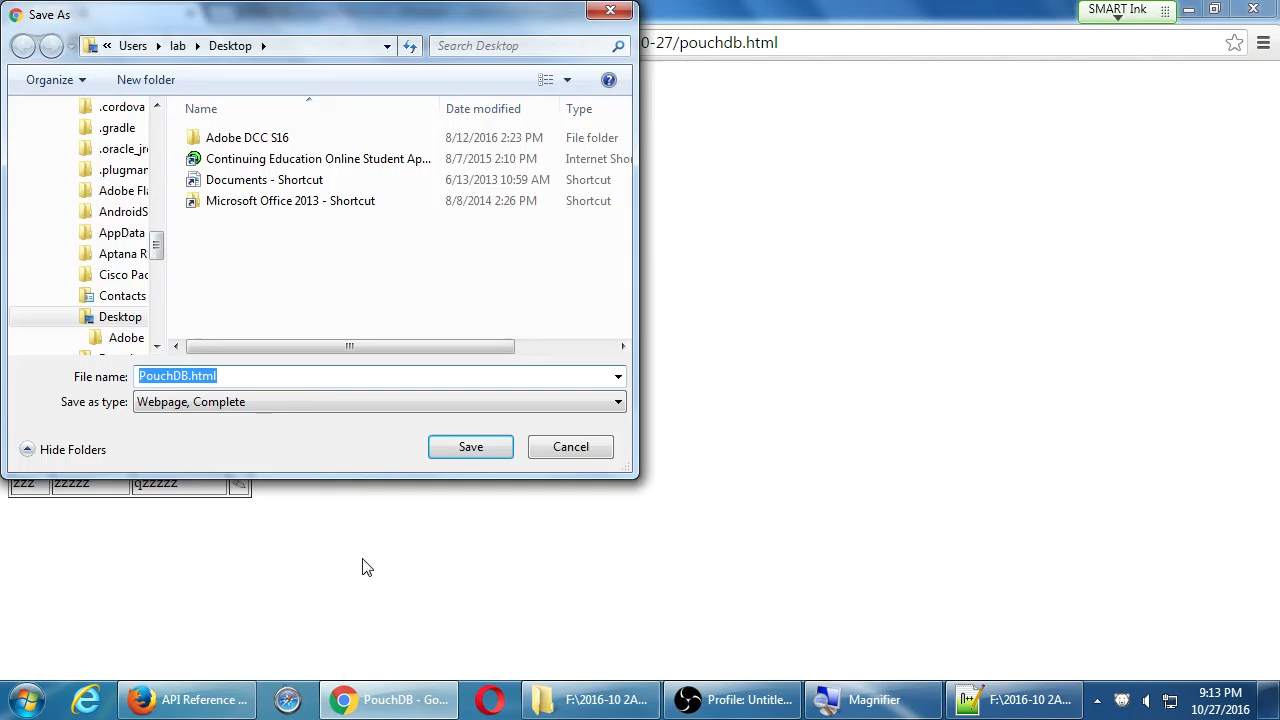 Save As
SMART Ink
« Users lab Desktop
Search Desktop
0-27/pouchdb.html
Organize
New folder
Name
Date modified
Type
.cordova
.gradle
.oracle_jr
.plugman
Adobe Fla
AndroidS
AppData
Aptana R
Cisco Pac
Contacts
Desktop
Adobe
Adobe DCC S16
8/12/2016 2:23 PM
File folder
Continuing Education Online Student Ap...
8/7/2015 2:10 PM
Internet Shor
Documents - Shortcut
6/13/2013 10:59 AM
Shortcut
Microsoft Office 2013 - Shortcut
8/8/2014 2:26 PM
Shortcut
File name:
PouchDB.html
Save as type:
Webpage, Complete
Hide Folders
Save
Cancel
zzz zzzzz qzzzzz
API Reference ...
PouchDB - Go...
F:\2016-10 2A...
Profile: Untitle...
Magnifier
F:\2016-10 2A...
9:13 PM
10/27/2016